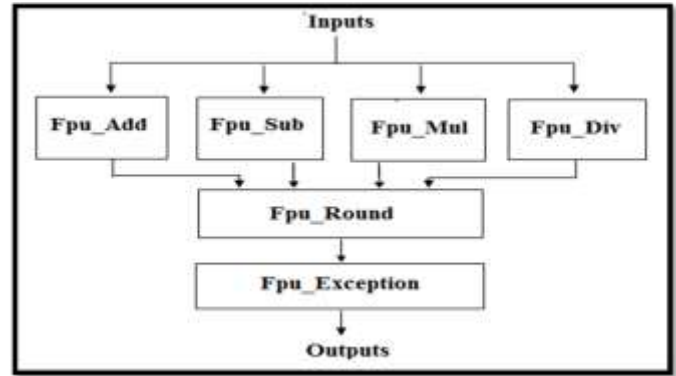 Inputs
Fpu_Add Fpu_Sub Fpu_Mul Fpu_Div
Fpu_Round
Fpu_Exception
Outputs